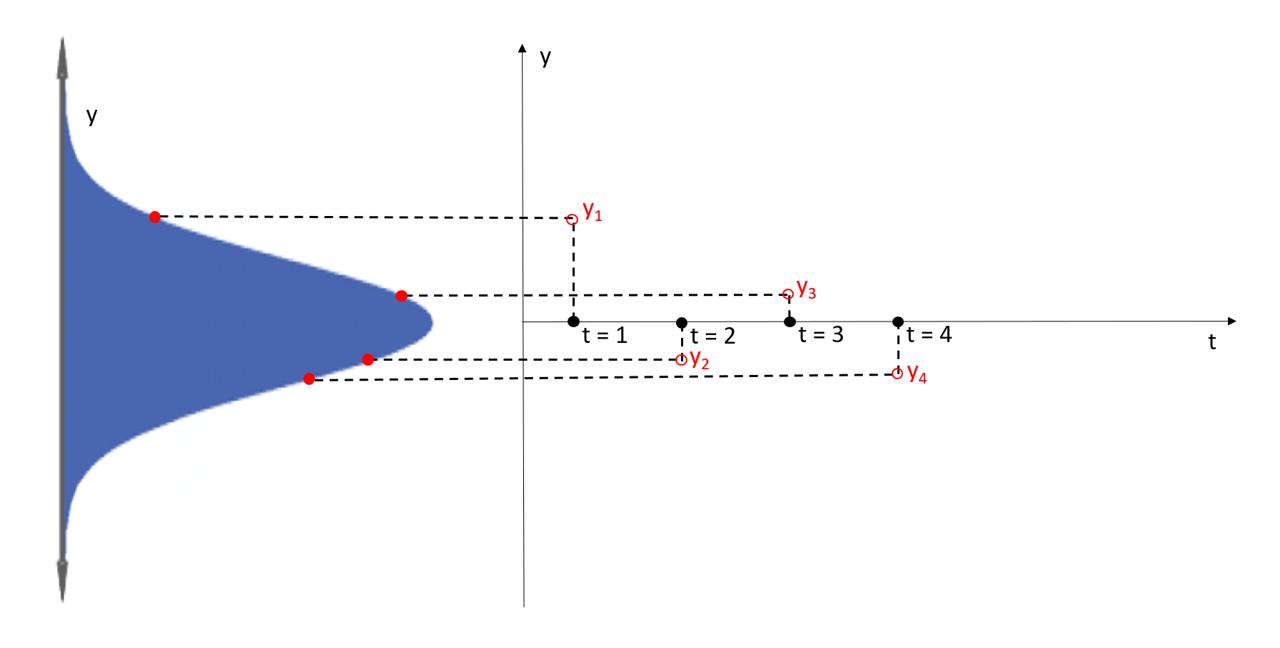 y
y
y₁
y₃
t = 1
t = 2
t = 3
t = 4
t
y₂
y₄